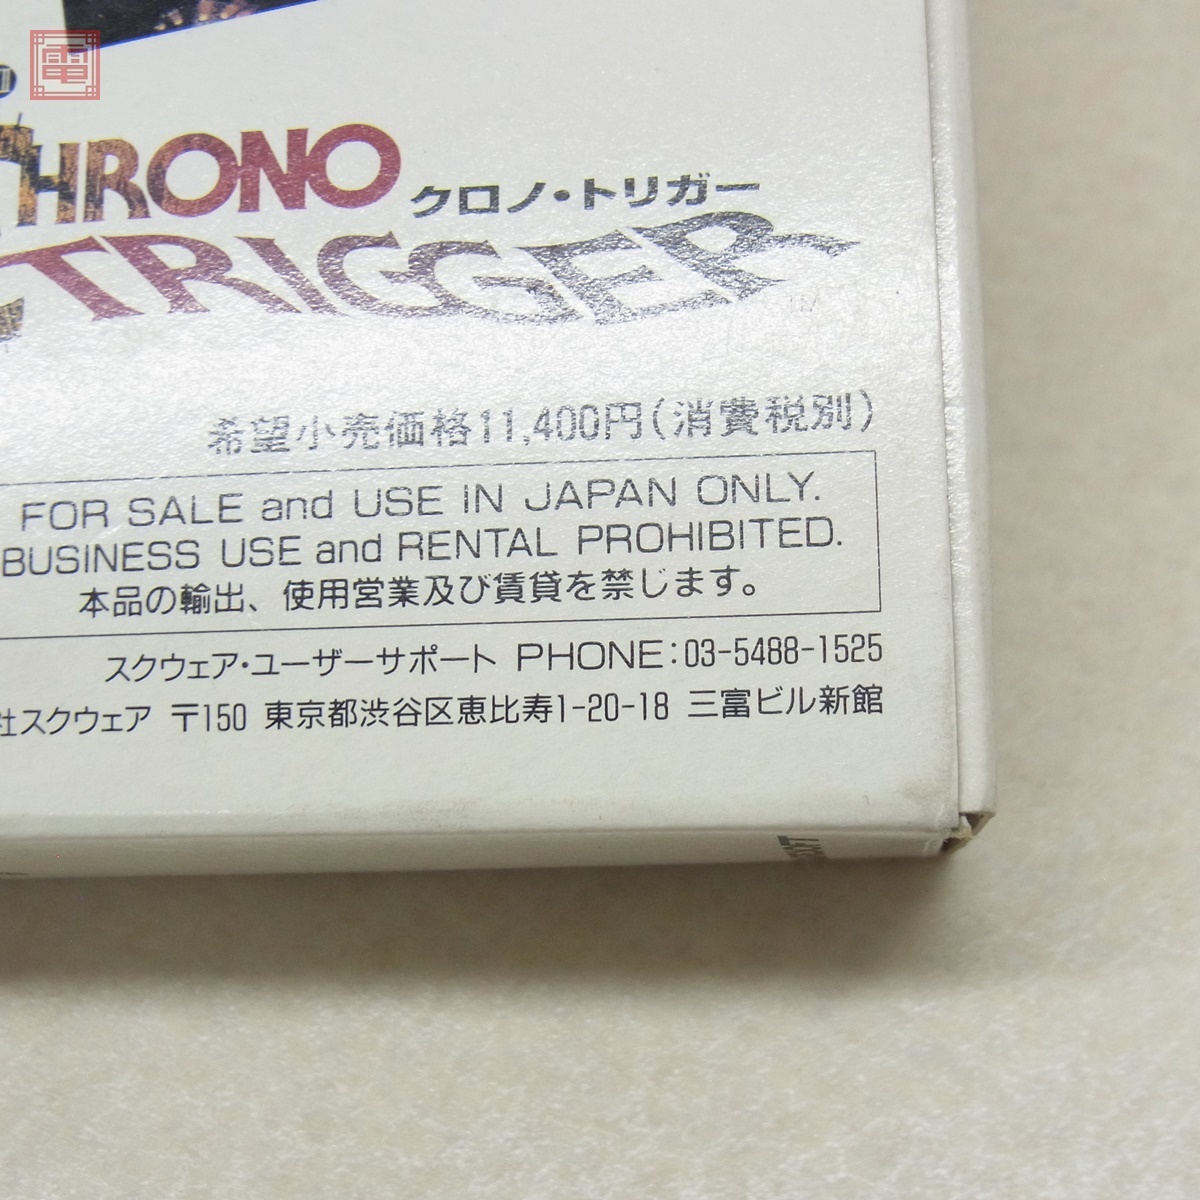 電
HRONO
クロノ・トリガー
TRIGGER
TM
希望小売価格11,400円(消費税別)
FOR SALE and USE IN JAPAN ONLY.
BUSINESS USE and RENTAL PROHIBITED.
本品の輸出、使用営業及び賃貸を禁じます。
スクウェア・ユーザーサポート PHONE:03-5488-1525
社スクウェア 〒150 東京都渋谷区恵比寿1-20-18 三富ビル新館